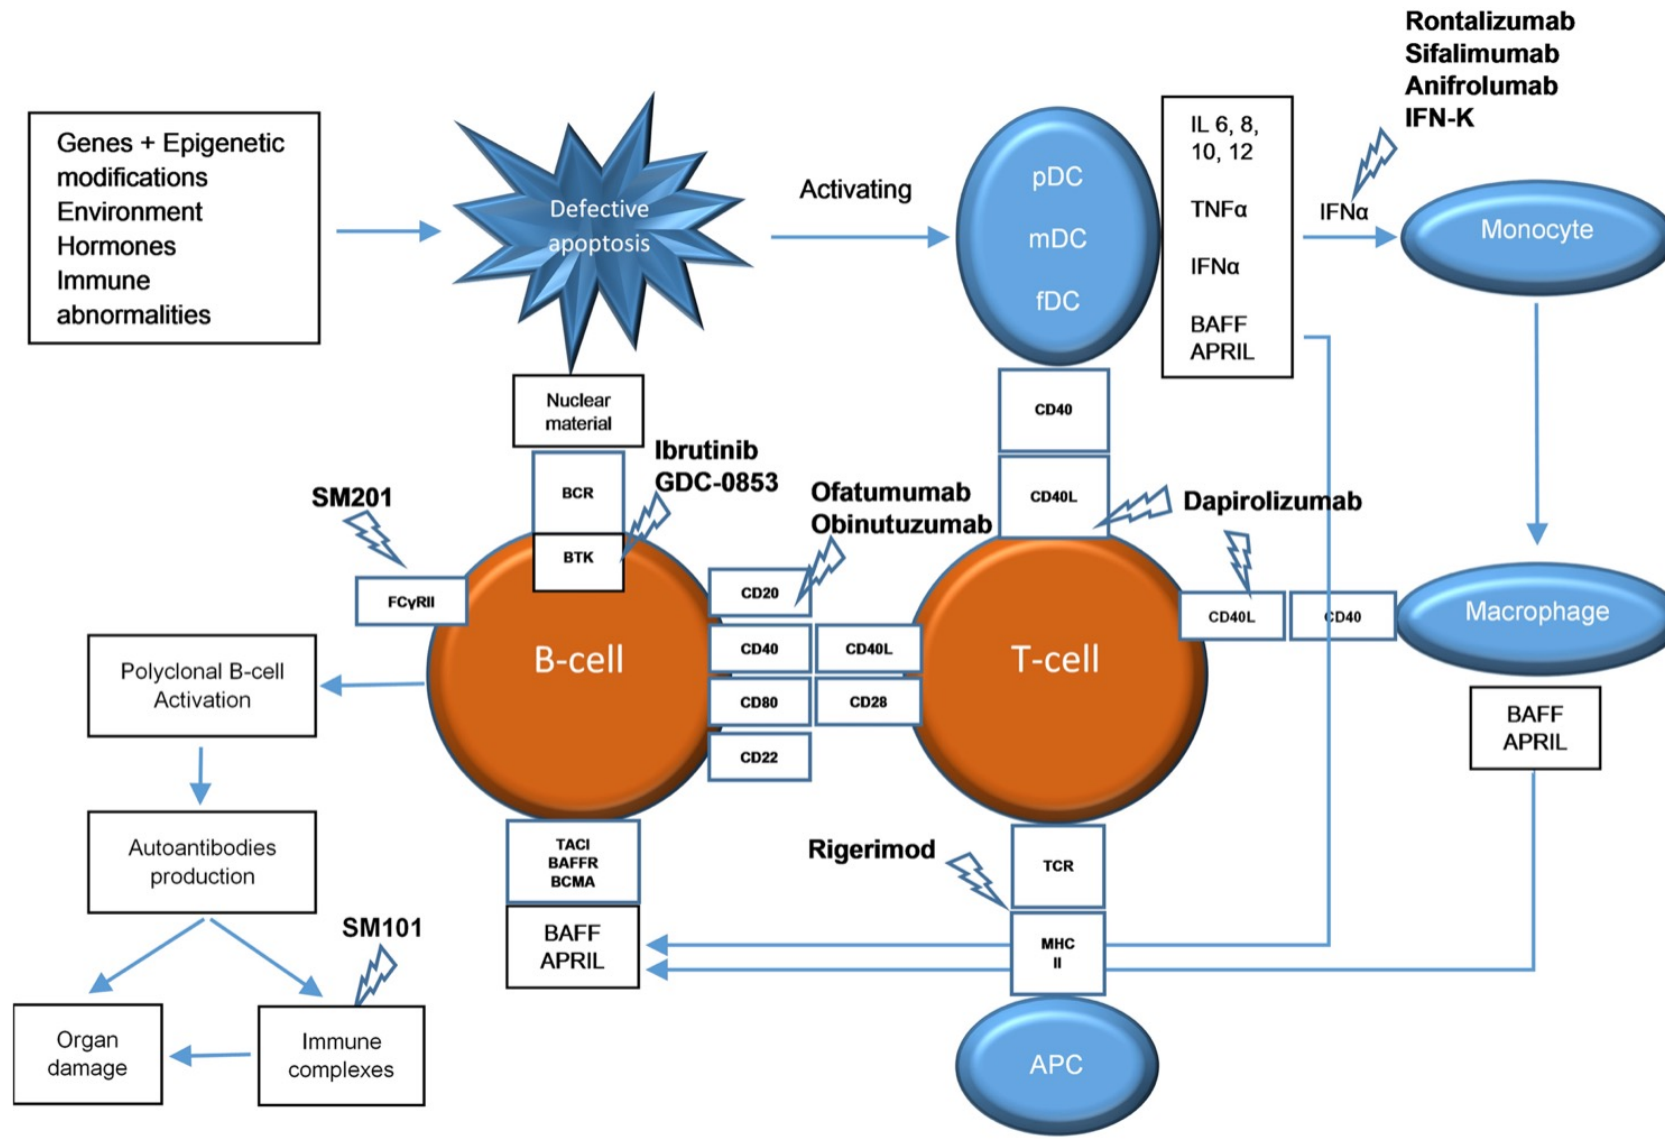 Rontalizumab
Sifalimumab
Anifrolumab
IFN-K
Genes + Epigenetic
modifications
Environment
Hormones
Immune
abnormalities
Defective
apoptosis
Activating
pDC
mDC
fDC
IL 6, 8,
10, 12
TNFα
IFNα
BAFF
APRIL
IFNα
Monocyte
Nuclear
material
CD40
Ibrutinib
GDC-0853
BCR
SM201
Ofatumumab
Obinutuzumab
CD40L
Dapirolizumab
BTK
FCγRII
CD20
CD40L
CD40
Macrophage
B-cell
CD40
CD40L
T-cell
Polyclonal B-cell
Activation
CD80
CD28
BAFF
APRIL
CD22
Autoantibodies
production
TACI
BAFFR
BCMA
Rigerimod
TCR
SM101
BAFF
APRIL
MHC
II
Organ
damage
Immune
complexes
APC